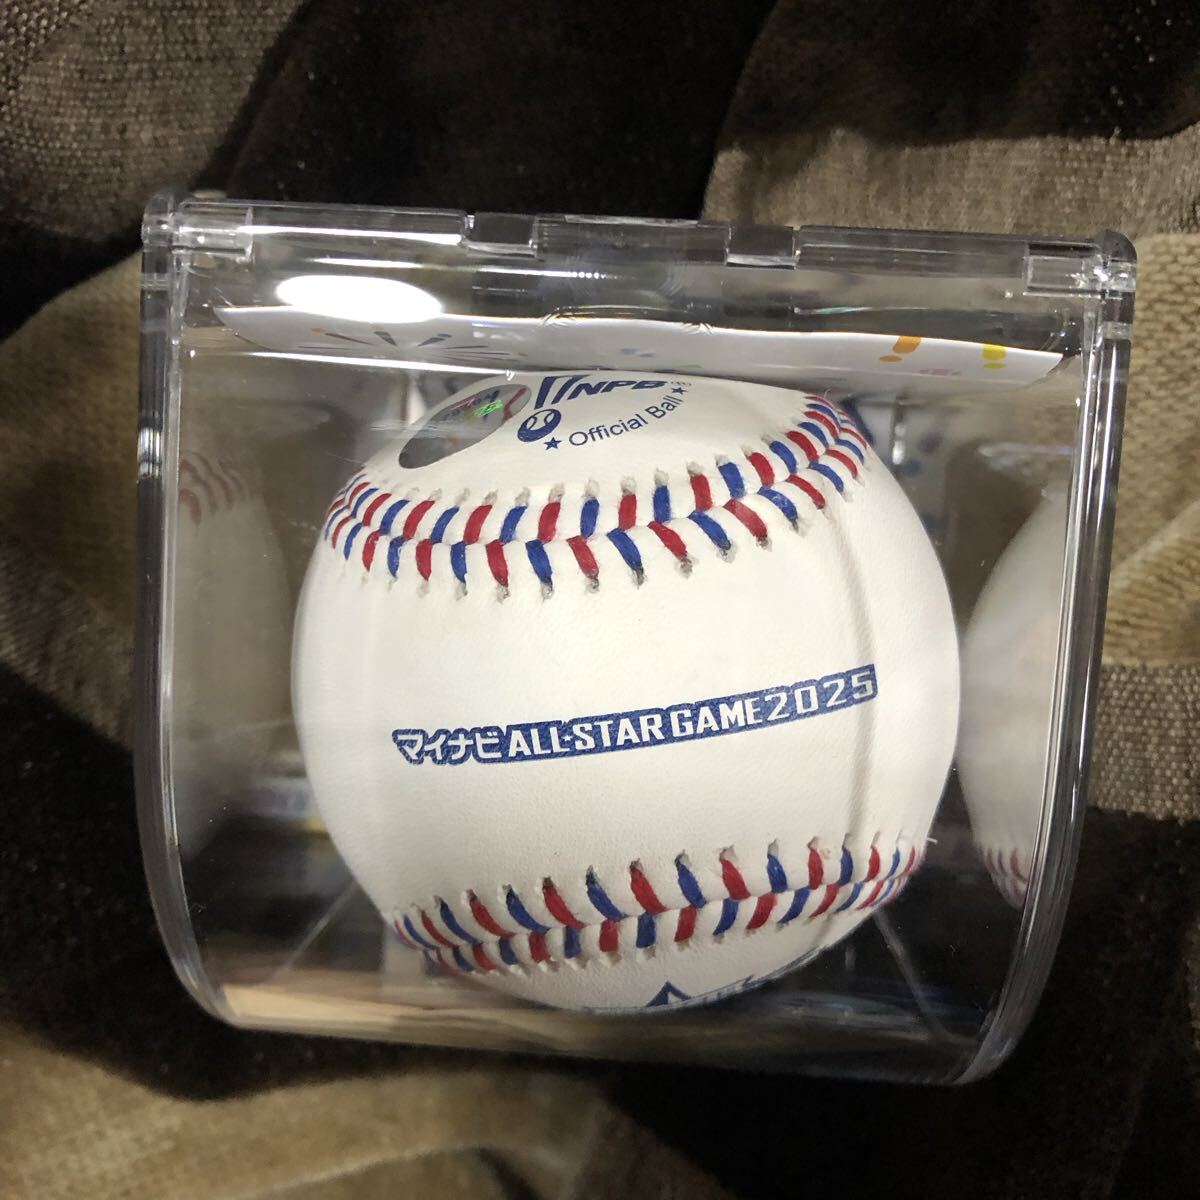 NPB®
★ Official Ball ★
マイナビ ALL★STAR GAME 2025